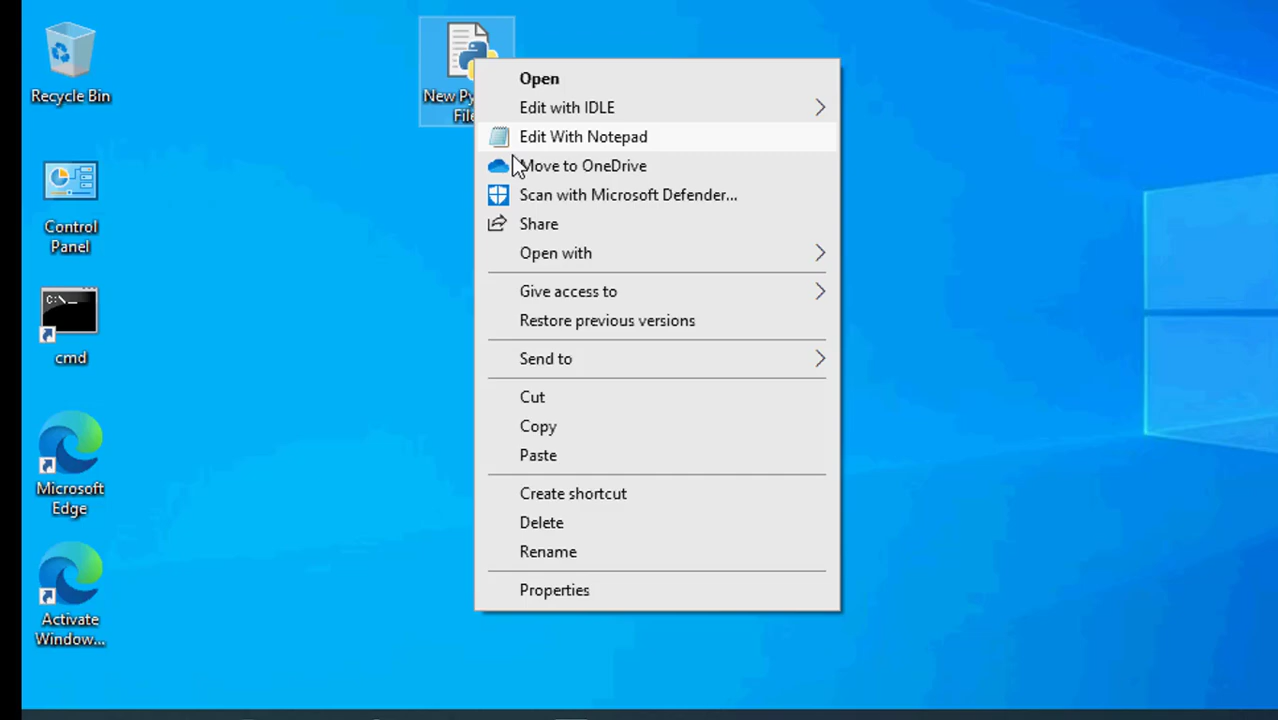 Recycle Bin
Control
Panel
C:\_
cmd
Microsoft
Edge
Activate
Window...
New Py
File
Open
Edit with IDLE
Edit With Notepad
Move to OneDrive
Scan with Microsoft Defender...
Share
Open with
Give access to
Restore previous versions
Send to
Cut
Copy
Paste
Create shortcut
Delete
Rename
Properties